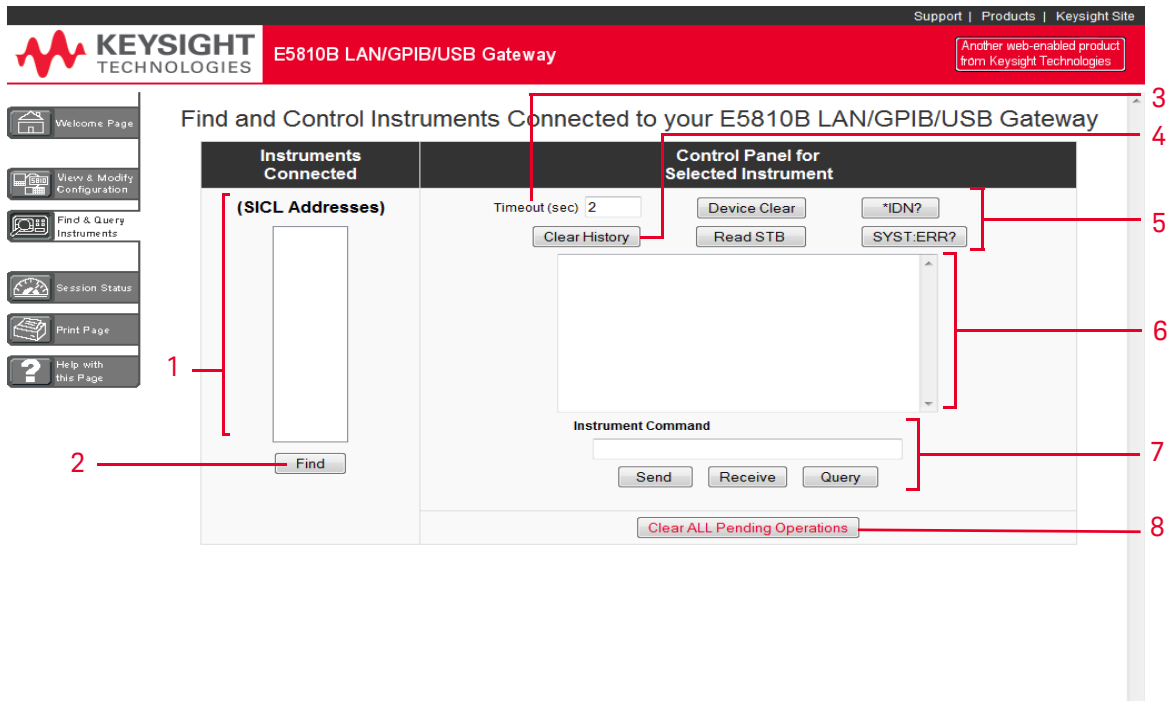 Support | Products | Keysight Site
KEYSIGHT
TECHNOLOGIES
E5810B LAN/GPIB/USB Gateway
Another web-enabled product
from Keysight Technologies
Welcome Page
View & Modify
Configuration
Find & Query
Instruments
Session Status
Print Page
Help with
this Page
Find and Control Instruments Connected to your E5810B LAN/GPIB/USB Gateway
Instruments
Connected
Control Panel for
Selected Instrument
(SICL Addresses)
Timeout (sec) 2
Device Clear
*IDN?
Clear History
Read STB
SYST:ERR?
Instrument Command
Find
Send
Receive
Query
Clear ALL Pending Operations
1
2
3
4
5
6
7
8